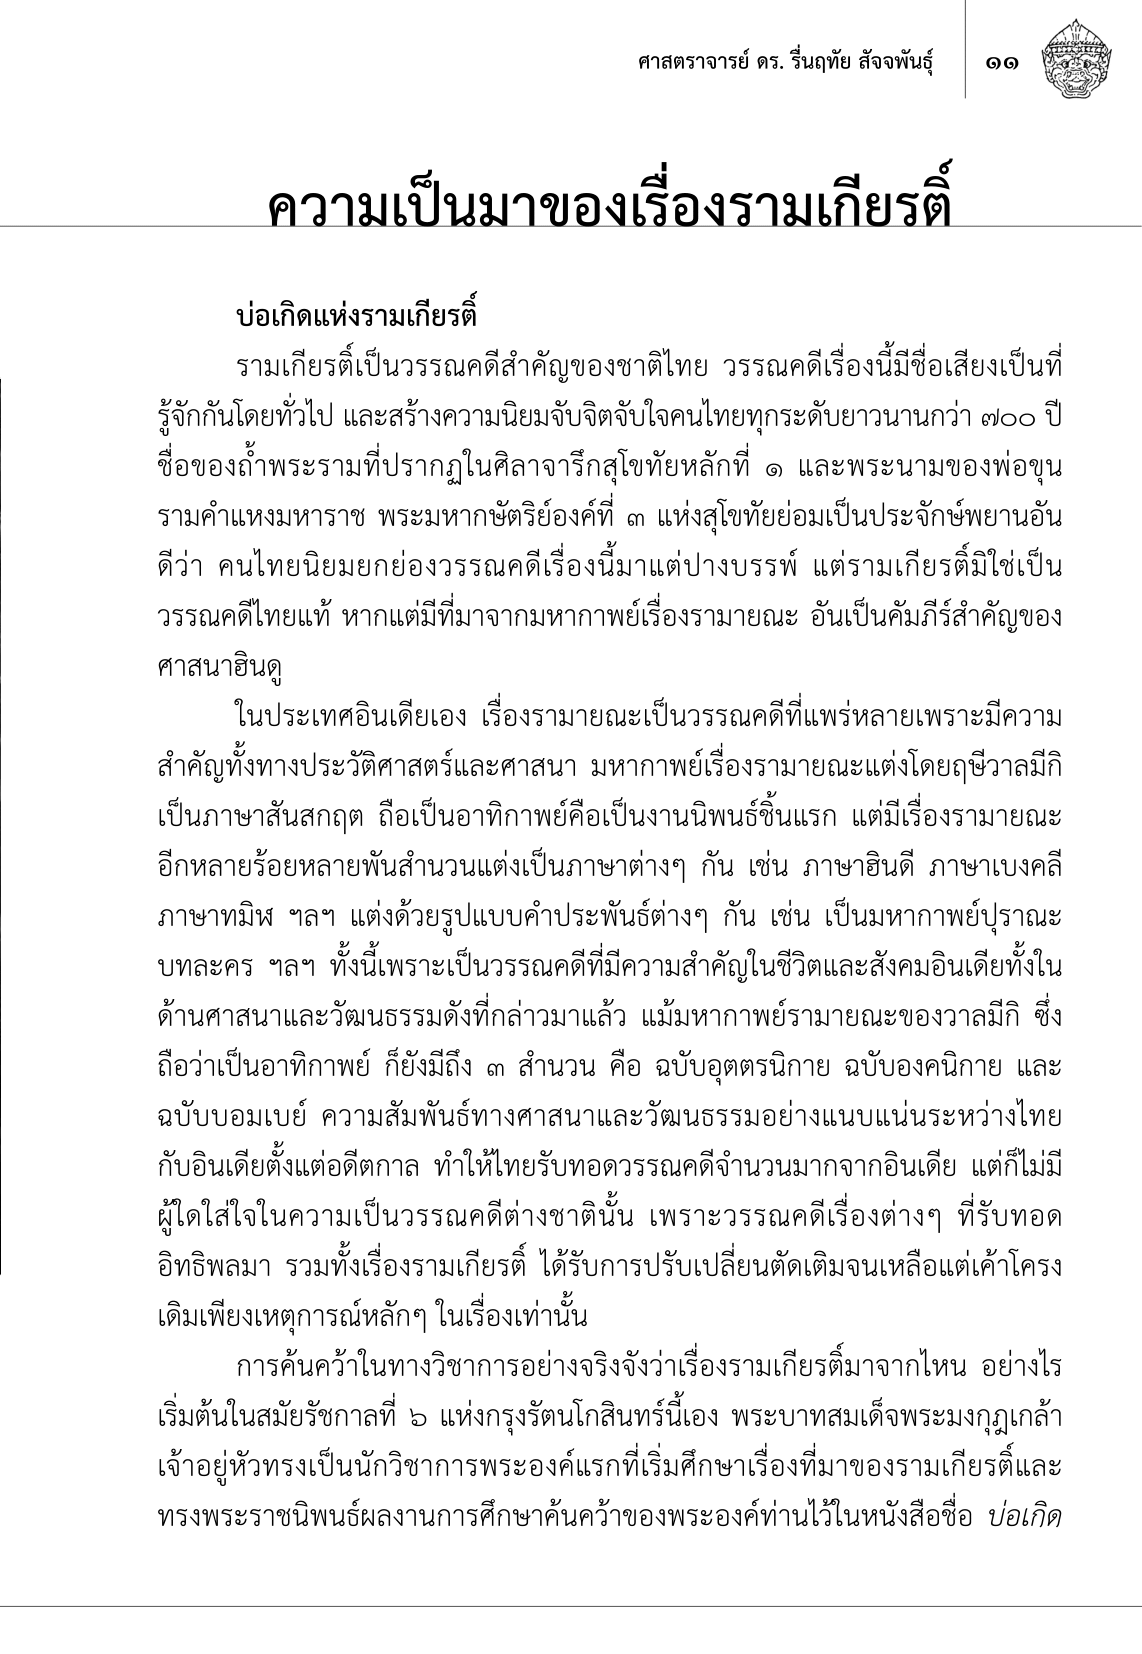 ศาสตราจารย์ ดร. รื่นฤทัย สัจจพันธุ์
๑๑
ความเป็นมาของเรื่องรามเกียรติ์
บ่อเกิดแห่งรามเกียรติ์
รามเกียรติ์เป็นวรรณคดีสำคัญของชาติไทย วรรณคดีเรื่องนี้มีชื่อเสียงเป็นที่
รู้จักกันโดยทั่วไป และสร้างความนิยมจับจิตจับใจคนไทยทุกระดับยาวนานกว่า ๗๐๐ ปี
ชื่อของถ้ำพระรามที่ปรากฏในศิลาจารึกสุโขทัยหลักที่ ๑ และพระนามของพ่อขุน
รามคำแหงมหาราช พระมหากษัตริย์องค์ที่ ๓ แห่งสุโขทัยย่อมเป็นประจักษ์พยานอัน
ดีว่า คนไทยนิยมยกย่องวรรณคดีเรื่องนี้มาแต่ปางบรรพ์ แต่รามเกียรติ์มิใช่เป็น
วรรณคดีไทยแท้ หากแต่มีที่มาจากมหากาพย์เรื่องรามายณะ อันเป็นคัมภีร์สำคัญของ
ศาสนาฮินดู
ในประเทศอินเดียเอง เรื่องรามายณะเป็นวรรณคดีที่แพร่หลายเพราะมีความ
สำคัญทั้งทางประวัติศาสตร์และศาสนา มหากาพย์เรื่องรามายณะแต่งโดยฤษีวาลมีกิ
เป็นภาษาสันสกฤต ถือเป็นอาทิกาพย์คือเป็นงานนิพนธ์ชิ้นแรก แต่มีเรื่องรามายณะ
อีกหลายร้อยหลายพันสำนวนแต่งเป็นภาษาต่างๆ กัน เช่น ภาษาฮินดี ภาษาเบงคลี
ภาษาทมิฬ ฯลฯ แต่งด้วยรูปแบบคำประพันธ์ต่างๆ กัน เช่น เป็นมหากาพย์ปุราณะ
บทละคร ฯลฯ ทั้งนี้เพราะเป็นวรรณคดีที่มีความสำคัญในชีวิตและสังคมอินเดียทั้งใน
ด้านศาสนาและวัฒนธรรมดังที่กล่าวมาแล้ว แม้มหากาพย์รามายณะของวาลมีกิ ซึ่ง
ถือว่าเป็นอาทิกาพย์ ก็ยังมีถึง ๓ สำนวน คือ ฉบับอุตตรนิกาย ฉบับองคนิกาย และ
ฉบับบอมเบย์ ความสัมพันธ์ทางศาสนาและวัฒนธรรมอย่างแนบแน่นระหว่างไทย
กับอินเดียตั้งแต่อดีตกาล ทำให้ไทยรับทอดวรรณคดีจำนวนมากจากอินเดีย แต่ก็ไม่มี
ผู้ใดใส่ใจในความเป็นวรรณคดีต่างชาตินั้น เพราะวรรณคดีเรื่องต่างๆ ที่รับทอด
อิทธิพลมา รวมทั้งเรื่องรามเกียรติ์ ได้รับการปรับเปลี่ยนตัดเติมจนเหลือแต่เค้าโครง
เดิมเพียงเหตุการณ์หลักๆ ในเรื่องเท่านั้น
การค้นคว้าในทางวิชาการอย่างจริงจังว่าเรื่องรามเกียรติ์มาจากไหน อย่างไร
เริ่มต้นในสมัยรัชกาลที่ ๖ แห่งกรุงรัตนโกสินทร์นี้เอง พระบาทสมเด็จพระมงกุฎเกล้า
เจ้าอยู่หัวทรงเป็นนักวิชาการพระองค์แรกที่เริ่มศึกษาเรื่องที่มาของรามเกียรติ์และ
ทรงพระราชนิพนธ์ผลงานการศึกษาค้นคว้าของพระองค์ท่านไว้ในหนังสือชื่อ บ่อเกิด